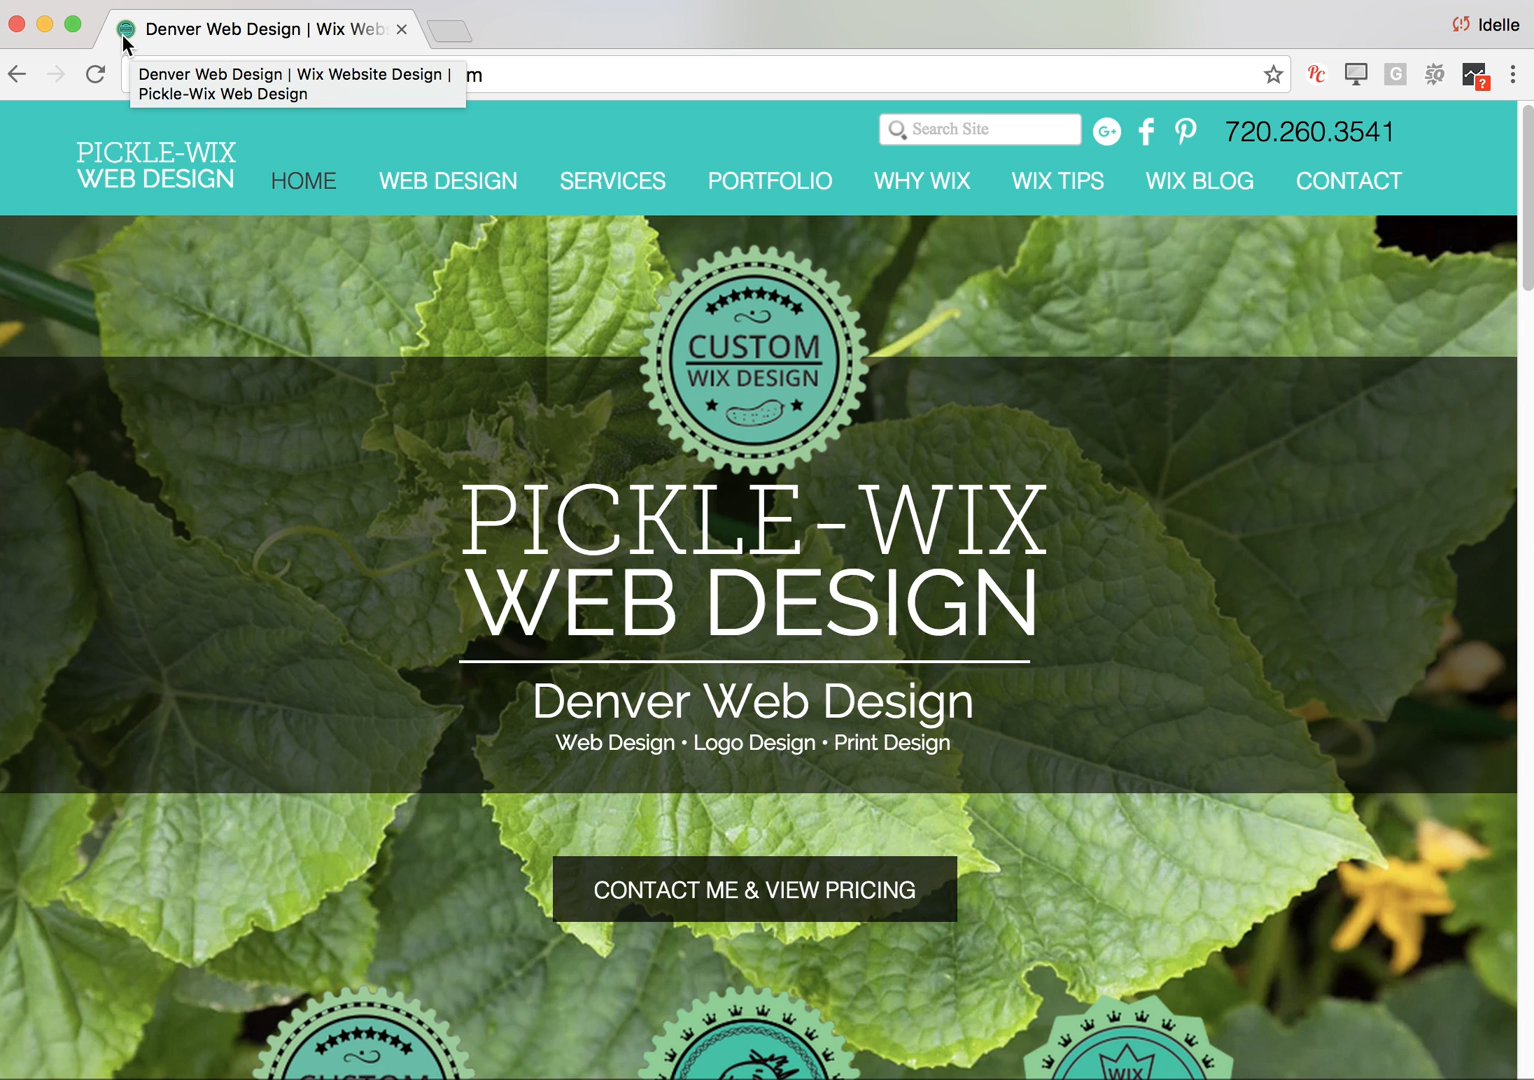 Denver Web Design | Wix Web
Idelle
Denver Web Design | Wix Website Design |
Pickle-Wix Web Design
m
Search Site
720.260.3541
PICKLE-WIX
WEB DESIGN
HOME
WEB DESIGN
SERVICES
PORTFOLIO
WHY WIX
WIX TIPS
WIX BLOG
CONTACT
CUSTOM
WIX DESIGN
PICKLE-WIX
WEB DESIGN
Denver Web Design
Web Design • Logo Design • Print Design
CONTACT ME & VIEW PRICING
CUSTOM
WIX